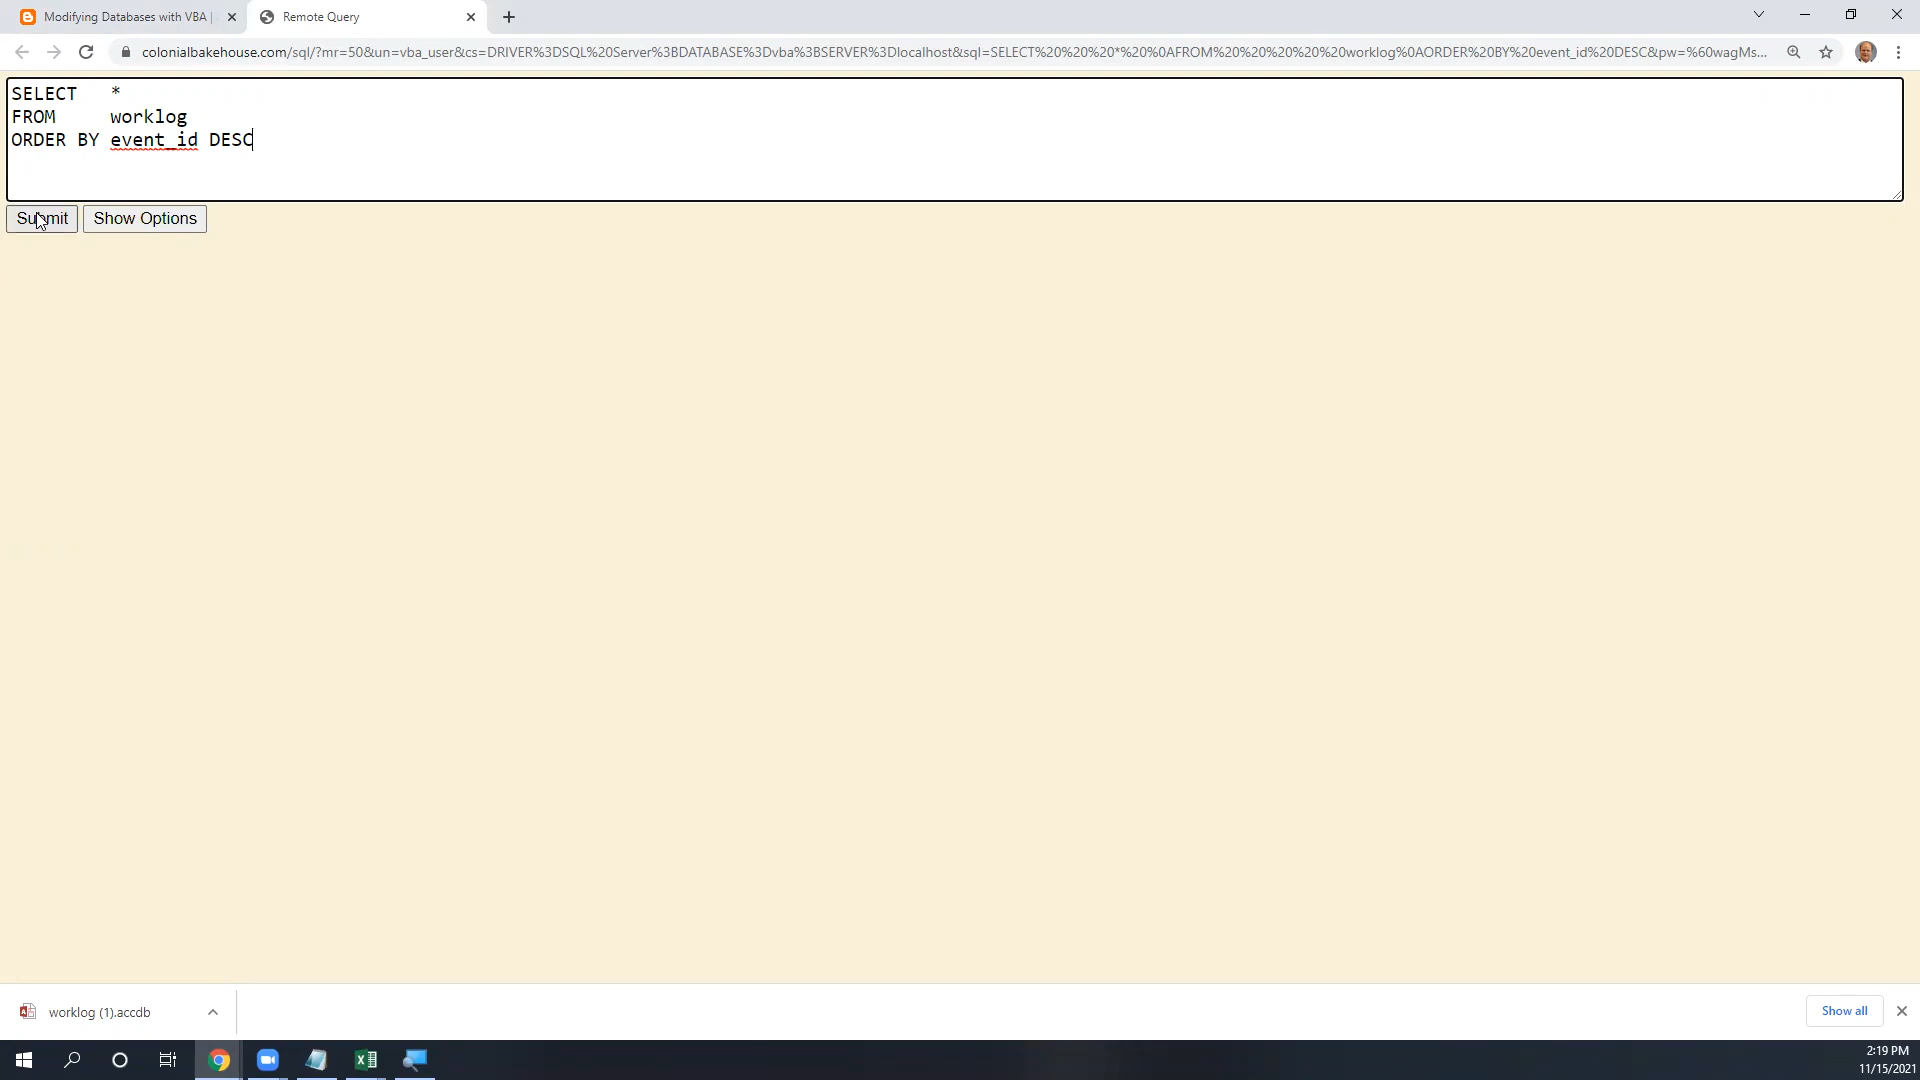 Modifying Databases with VBA |
Remote Query
colonialbakehouse.com/sql/?mr=50&un=vba_user&cs=DRIVER%3DSQL%20Server%3BDATABASE%3Dvba%3BSERVER%3Dlocalhost&sql=SELECT%20%20%20*%20%0AFROM%20%20%20%20%20worklog%0AORDER%20BY%20event_id%20DESC&pw=%60wagMs...
SELECT   *
FROM     worklog
ORDER BY event_id DESC
Submit Show Options
worklog (1).accdb
Show all
2:19 PM
11/15/2021